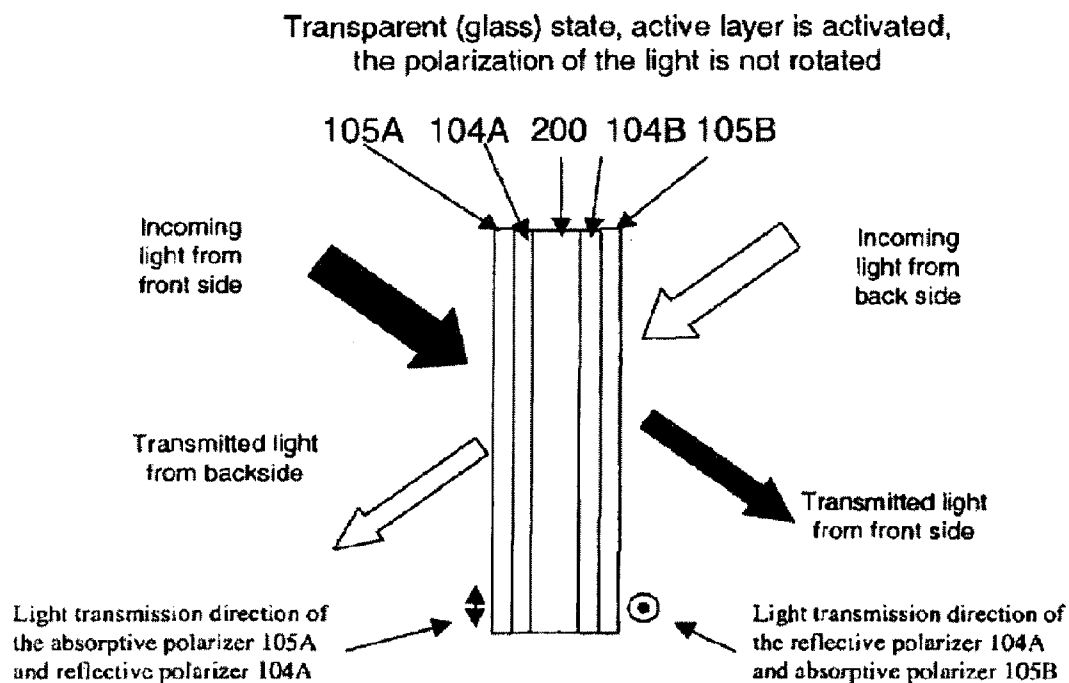 Transparent (glass) state, active layer is activated,
the polarization of the light is not rotated
105A 104A 200 104B 105B
Incoming
light from
front side
Incoming
light from
back side
Transmitted light
from backside
Transmitted light
from front side
Light transmission direction of
the absorptive polarizer 105A
and reflective polarizer 104A
Light transmission direction of
the reflective polarizer 104A
and absorptive polarizer 105B